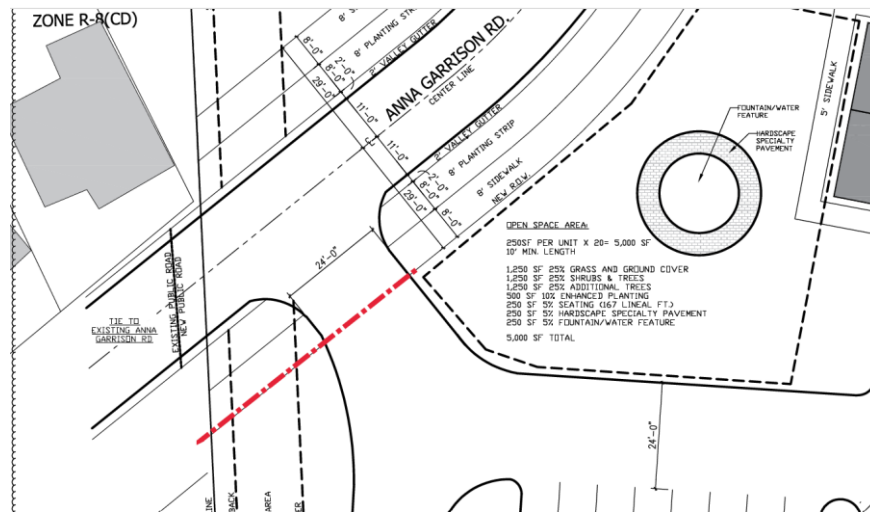 ZONE R-8(CD)
8'-0"
8'
8' PLANTING STRIP
2' VALLEY GUTTER
2'-0"
8'-0"
29'-0"
ANNA GARRISON RD.
CENTER LINE
11'-0"
11'-0"
2' VALLEY GUTTER
8' PLANTING STRIP
8' SIDEWALK
NEW R.O.W.
2'-0"
8'-0"
29'-0"
8'-0"
5' SIDEWALK
FOUNTAIN/WATER
FEATURE
HARDSCAPE
SPECIALTY
PAVEMENT
OPEN SPACE AREA:
250SF PER UNIT X 20= 5,000 SF
10' MIN. LENGTH
1,250 SF 25% GRASS AND GROUND COVER
1,250 SF 25% SHRUBS & TREES
1,250 SF 25% ADDITIONAL TREES
500 SF 10% ENHANCED PLANTING
250 SF 5% SEATING (167 LINEAL FT.)
250 SF 5% HARDSCAPE SPECIALTY PAVEMENT
250 SF 5% FOUNTAIN/WATER FEATURE
5,000 SF TOTAL
24'-0"
EXISTING PUBLIC ROAD
NEW PUBLIC ROAD
TIE TO
EXISTING ANNA
GARRISON RD
24'-0"
BACK
AREA